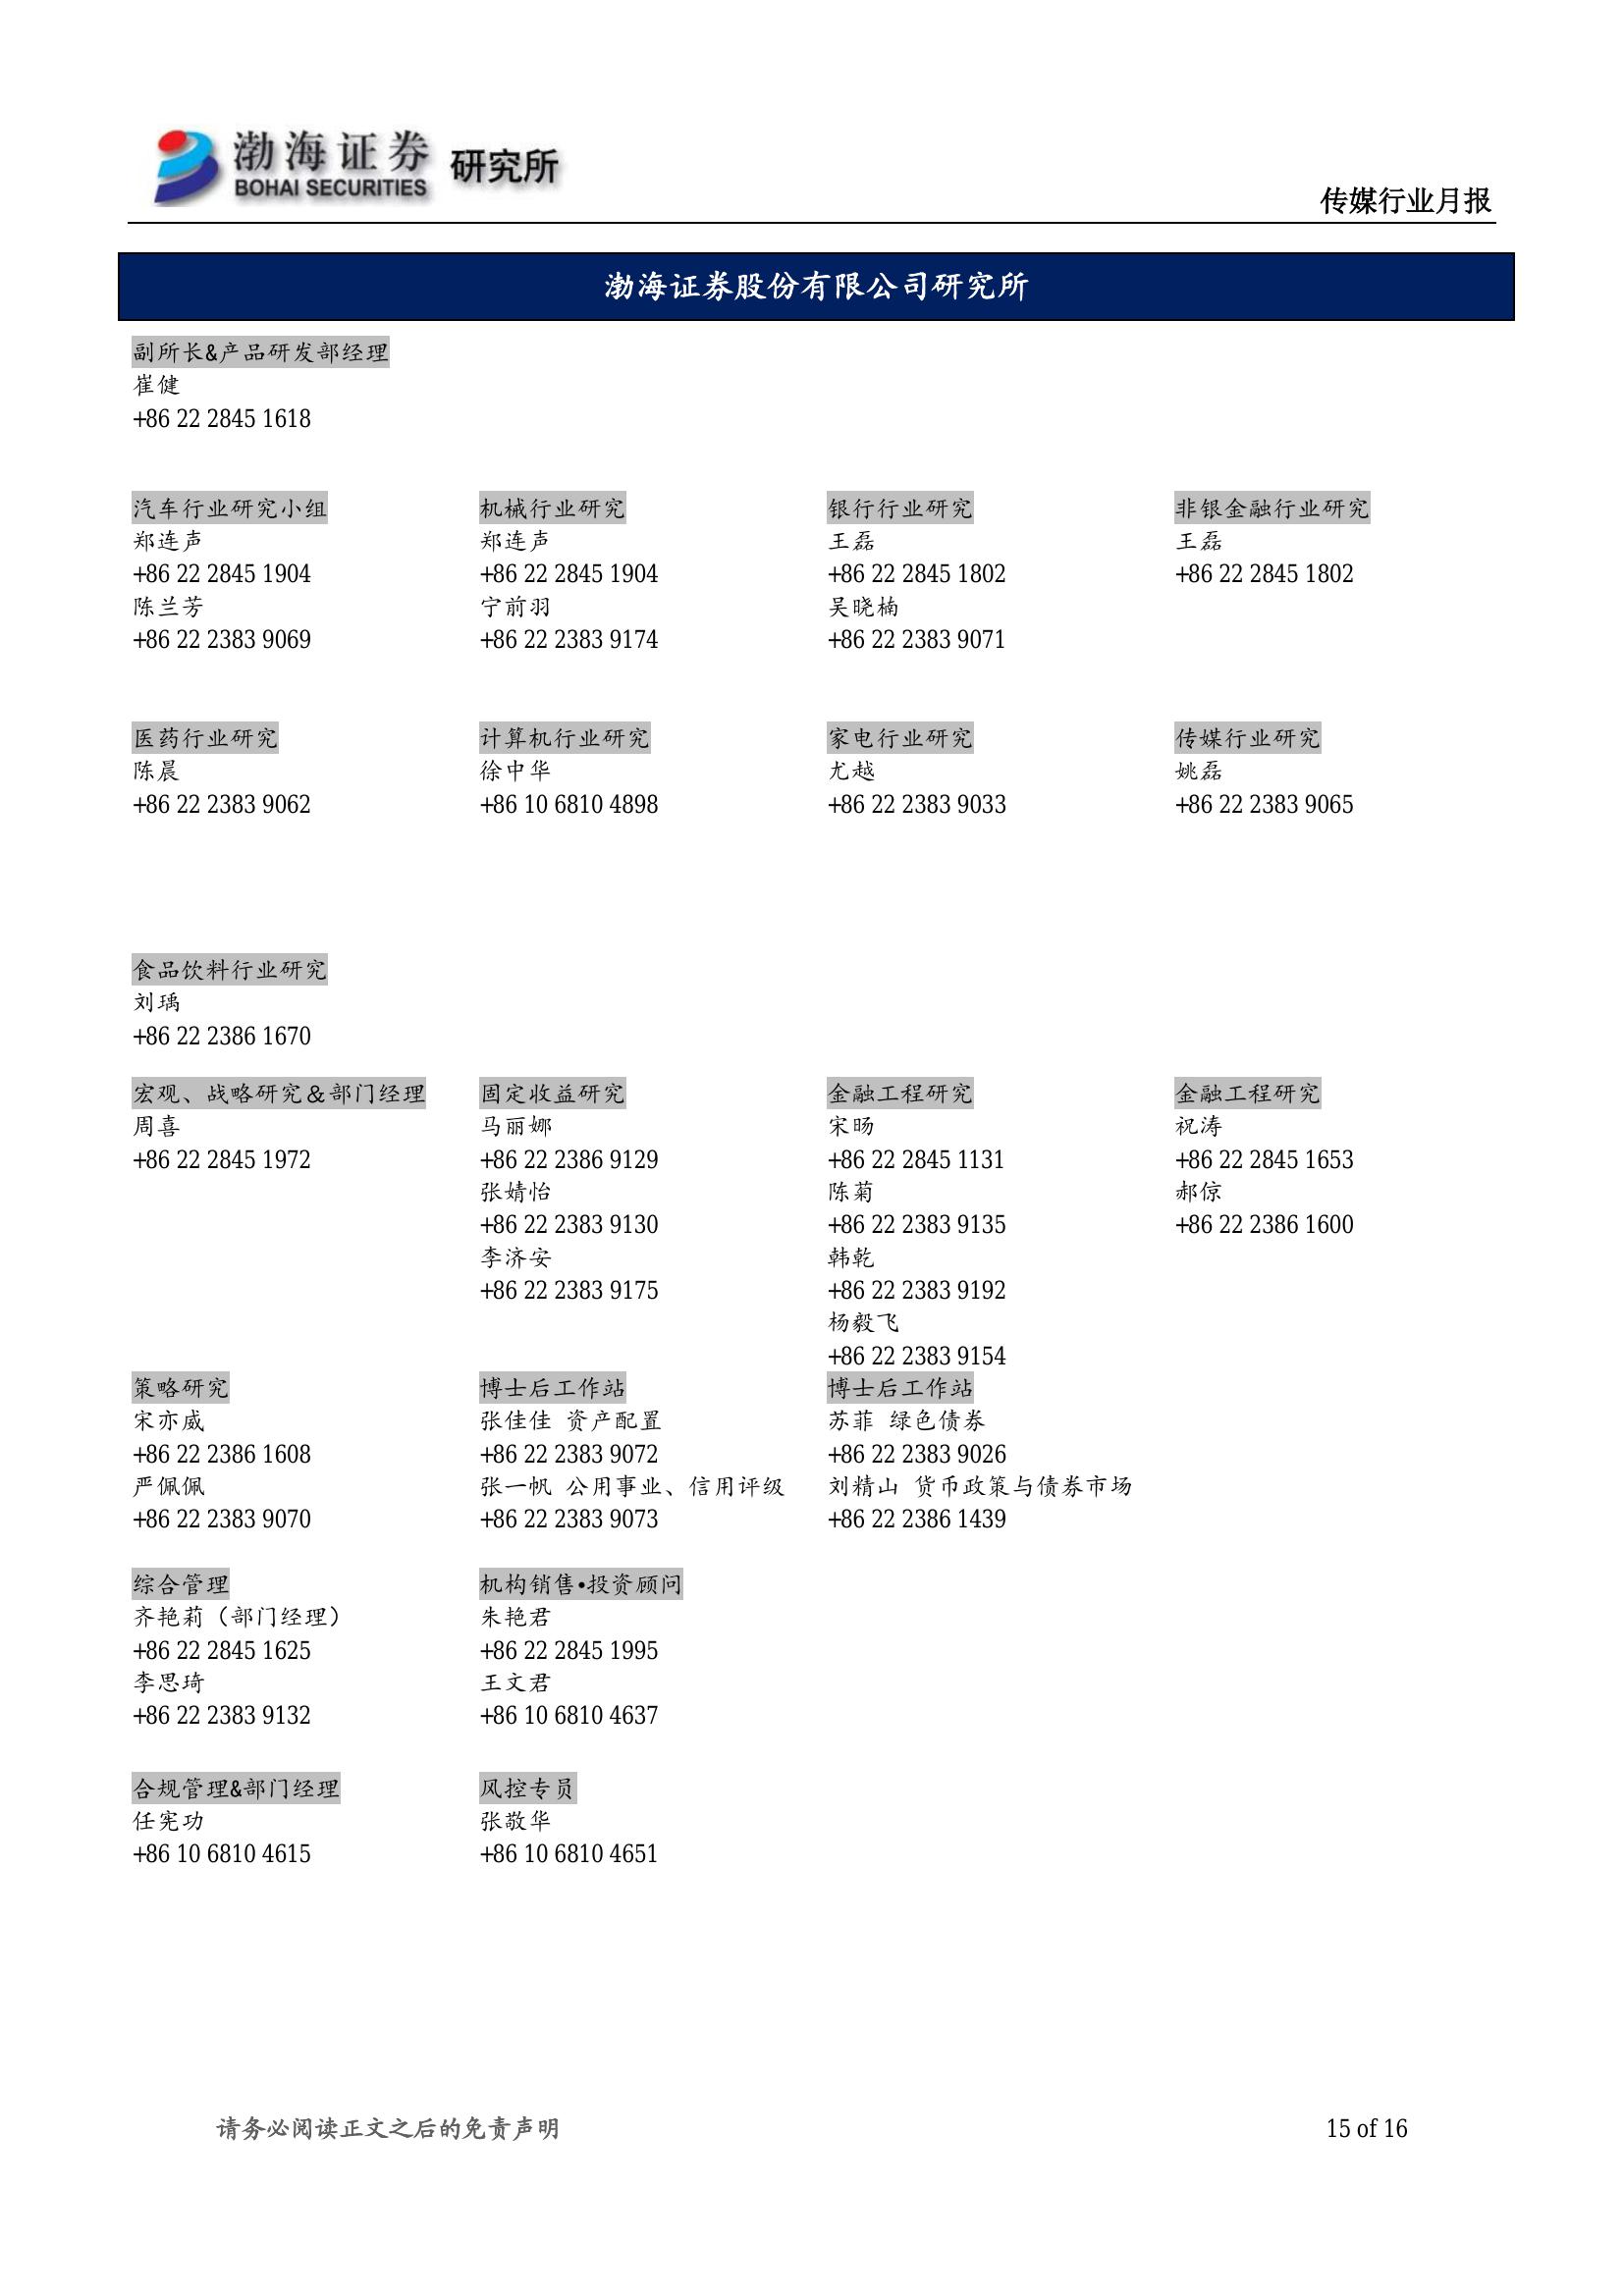 渤海证券 研究所
BOHAI SECURITIES
传媒行业月报
渤海证券股份有限公司研究所
副所长&产品研发部经理
崔健
+86 22 2845 1618
汽车行业研究小组
郑连声
+86 22 2845 1904
陈兰芳
+86 22 2383 9069
机械行业研究
郑连声
+86 22 2845 1904
宁前羽
+86 22 2383 9174
银行行业研究
王磊
+86 22 2845 1802
吴晓楠
+86 22 2383 9071
非银金融行业研究
王磊
+86 22 2845 1802
医药行业研究
陈晨
+86 22 2383 9062
计算机行业研究
徐中华
+86 10 6810 4898
家电行业研究
尤越
+86 22 2383 9033
传媒行业研究
姚磊
+86 22 2383 9065
食品饮料行业研究
刘瑀
+86 22 2386 1670
宏观、战略研究＆部门经理
周喜
+86 22 2845 1972
固定收益研究
马丽娜
+86 22 2386 9129
张婧怡
+86 22 2383 9130
李济安
+86 22 2383 9175
金融工程研究
宋旸
+86 22 2845 1131
陈菊
+86 22 2383 9135
韩乾
+86 22 2383 9192
杨毅飞
+86 22 2383 9154
金融工程研究
祝涛
+86 22 2845 1653
郝倞
+86 22 2386 1600
策略研究
宋亦威
+86 22 2386 1608
严佩佩
+86 22 2383 9070
博士后工作站
张佳佳 资产配置
+86 22 2383 9072
张一帆 公用事业、信用评级
+86 22 2383 9073
博士后工作站
苏菲 绿色债券
+86 22 2383 9026
刘精山 货币政策与债券市场
+86 22 2386 1439
综合管理
齐艳莉（部门经理）
+86 22 2845 1625
李思琦
+86 22 2383 9132
机构销售•投资顾问
朱艳君
+86 22 2845 1995
王文君
+86 10 6810 4637
合规管理&部门经理
任宪功
+86 10 6810 4615
风控专员
张敬华
+86 10 6810 4651
请务必阅读正文之后的免责声明
15 of 16